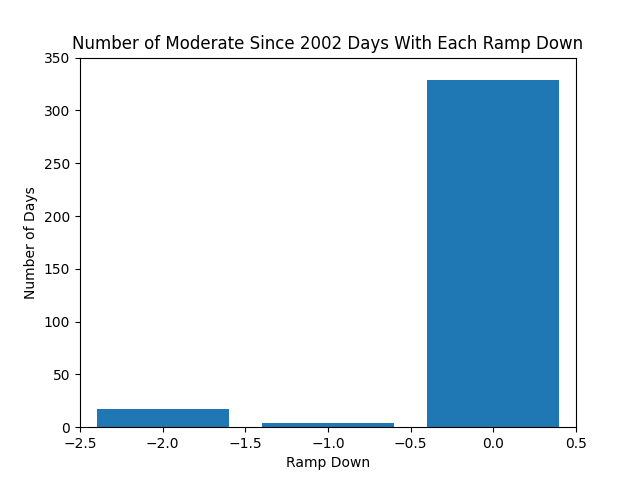 Number of Moderate Since 2002 Days With Each Ramp Down
350
300
250
200
150
100
50
0
Number of Days
−2.5 −2.0 −1.5 −1.0 −0.5 0.0 0.5
Ramp Down